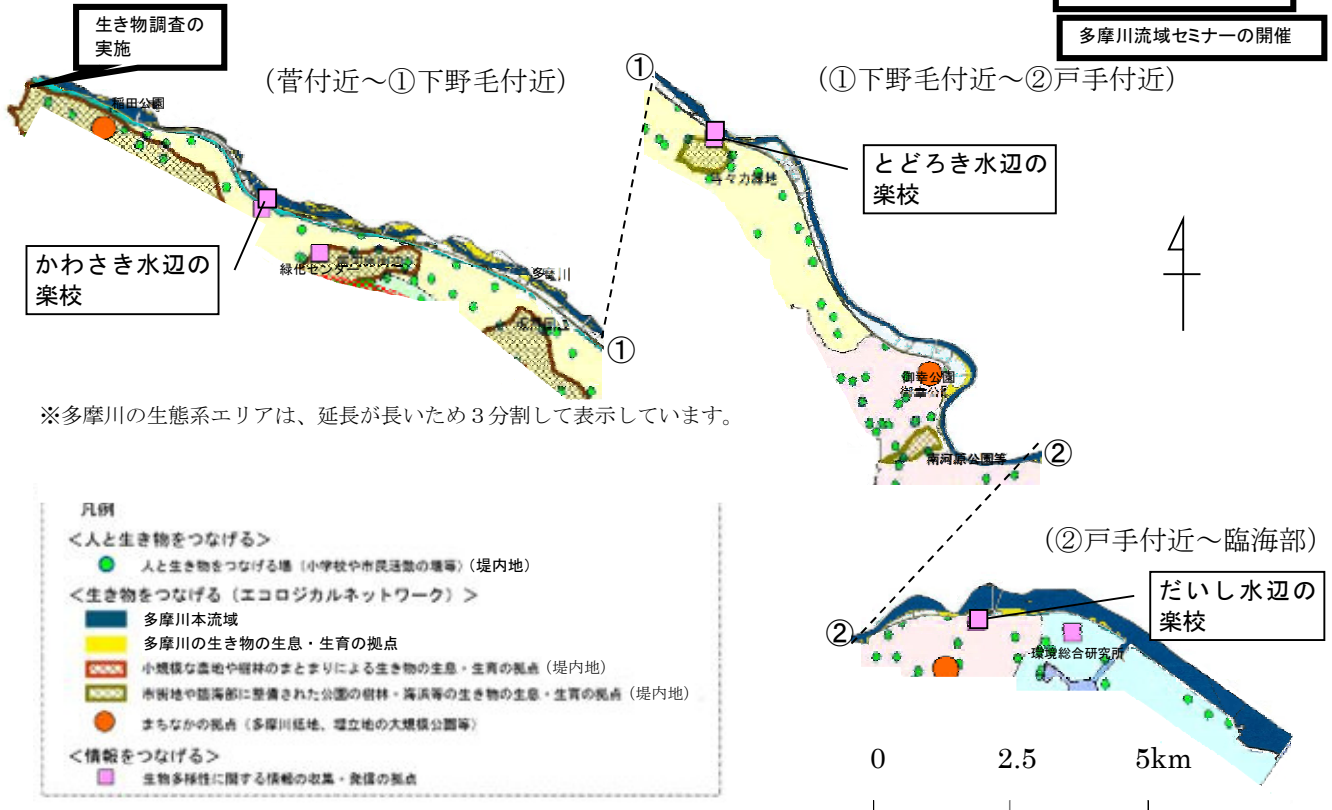 生き物調査の
実施
多摩川流域セミナーの開催
(菅付近～①下野毛付近)
①
(①下野毛付近～②戸手付近)
稲田公園
とどろき水辺の
楽校
等々力緑地
かわさき水辺の
楽校
緑化センター
多摩川
①
御幸公園
御幸公園
※多摩川の生態系エリアは、延長が長いため３分割して表示しています。
南河原公園等
②
凡例
＜人と生き物をつなげる＞
人と生き物をつなげる場（小学校や市民活動の場等）（堤内地）
＜生き物をつなげる（エコロジカルネットワーク）＞
多摩川本流域
多摩川の生き物の生息・生育の拠点
小規模な農地や樹林のまとまりによる生き物の生息・生育の拠点（堤内地）
市街地や臨海部に整備された公園の樹林・海浜等の生き物の生息・生育の拠点（堤内地）
まちなかの拠点（多摩川低地、埋立地の大規模公園等）
＜情報をつなげる＞
生物多様性に関する情報の収集・発信の拠点
(②戸手付近～臨海部)
だいし水辺の
楽校
②
環境総合研究所
0 2.5 5km